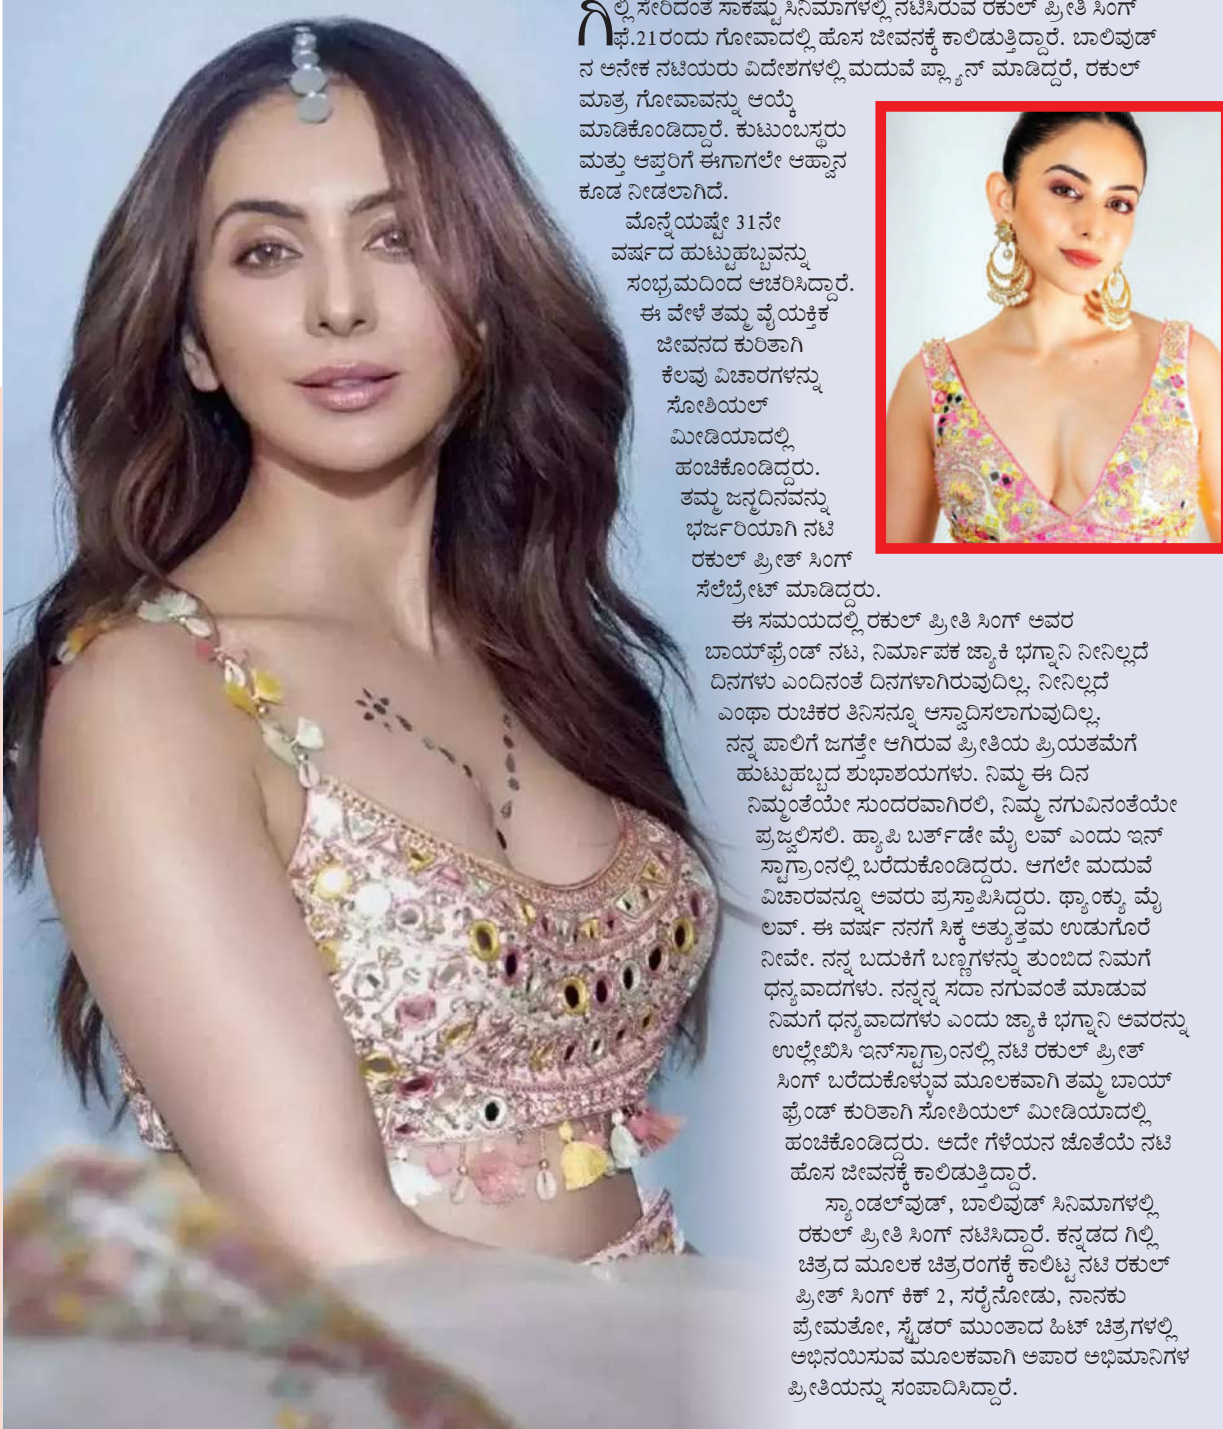 ಗಿಲ್ಲಿ ಸೇರಿದಂತೆ ಸಾಕಷ್ಟು ಸಿನಿಮಾಗಳಲ್ಲಿ ನಟಿಸಿರುವ ರಕುಲ್ ಪ್ರೀತಿ ಸಿಂಗ್
ಫೆ.21ರಂದು ಗೋವಾದಲ್ಲಿ ಹೊಸ ಜೀವನಕ್ಕೆ ಕಾಲಿಡುತ್ತಿದ್ದಾರೆ. ಬಾಲಿವುಡ್
ನ ಅನೇಕ ನಟಿಯರು ವಿದೇಶಗಳಲ್ಲಿ ಮದುವೆ ಪ್ಲ್ಯಾನ್ ಮಾಡಿದ್ದರೆ, ರಕುಲ್
ಮಾತ್ರ ಗೋವಾವನ್ನು ಆಯ್ಕೆ
ಮಾಡಿಕೊಂಡಿದ್ದಾರೆ. ಕುಟುಂಬಸ್ಥರು
ಮತ್ತು ಆಪ್ತರಿಗೆ ಈಗಾಗಲೇ ಆಹ್ವಾನ
ಕೂಡ ನೀಡಲಾಗಿದೆ.
ಮೊನ್ನೆಯಷ್ಟೇ 31ನೇ
ವರ್ಷದ ಹುಟ್ಟುಹಬ್ಬವನ್ನು
ಸಂಭ್ರಮದಿಂದ ಆಚರಿಸಿದ್ದಾರೆ.
ಈ ವೇಳೆ ತಮ್ಮ ವೈಯಕ್ತಿಕ
ಜೀವನದ ಕುರಿತಾಗಿ
ಕೆಲವು ವಿಚಾರಗಳನ್ನು
ಸೋಶಿಯಲ್
ಮೀಡಿಯಾದಲ್ಲಿ
ಹಂಚಿಕೊಂಡಿದ್ದರು.
ತಮ್ಮ ಜನ್ಮದಿನವನ್ನು
ಭರ್ಜರಿಯಾಗಿ ನಟಿ
ರಕುಲ್ ಪ್ರೀತ್ ಸಿಂಗ್
ಸೆಲೆಬ್ರೇಟ್ ಮಾಡಿದ್ದರು.
ಈ ಸಮಯದಲ್ಲಿ ರಕುಲ್ ಪ್ರೀತಿ ಸಿಂಗ್ ಅವರ
ಬಾಯ್‌ಫ್ರೆಂಡ್ ನಟ, ನಿರ್ಮಾಪಕ ಜ್ಯಾಕಿ ಭಗ್ನಾನಿ ನೀನಿಲ್ಲದೆ
ದಿನಗಳು ಎಂದಿನಂತೆ ದಿನಗಳಾಗಿರುವುದಿಲ್ಲ. ನೀನಿಲ್ಲದೆ
ಎಂಥಾ ರುಚಿಕರ ತಿನಿಸನ್ನೂ ಆಸ್ವಾದಿಸಲಾಗುವುದಿಲ್ಲ.
ನನ್ನ ಪಾಲಿಗೆ ಜಗತ್ತೇ ಆಗಿರುವ ಪ್ರೀತಿಯ ಪ್ರಿಯತಮೆಗೆ
ಹುಟ್ಟುಹಬ್ಬದ ಶುಭಾಶಯಗಳು. ನಿಮ್ಮ ಈ ದಿನ
ನಿಮ್ಮಂತೆಯೇ ಸುಂದರವಾಗಿರಲಿ, ನಿಮ್ಮ ನಗುವಿನಂತೆಯೇ
ಪ್ರಜ್ವಲಿಸಲಿ. ಹ್ಯಾಪಿ ಬರ್ತ್‌ಡೇ ಮೈ ಲವ್ ಎಂದು ಇನ್
ಸ್ಟಾಗ್ರಾಂನಲ್ಲಿ ಬರೆದುಕೊಂಡಿದ್ದರು. ಆಗಲೇ ಮದುವೆ
ವಿಚಾರವನ್ನೂ ಅವರು ಪ್ರಸ್ತಾಪಿಸಿದ್ದರು. ಥ್ಯಾಂಕ್ಯು ಮೈ
ಲವ್. ಈ ವರ್ಷ ನನಗೆ ಸಿಕ್ಕ ಅತ್ಯುತ್ತಮ ಉಡುಗೊರೆ
ನೀವೇ. ನನ್ನ ಬದುಕಿಗೆ ಬಣ್ಣಗಳನ್ನು ತುಂಬಿದ ನಿಮಗೆ
ಧನ್ಯವಾದಗಳು. ನನ್ನನ್ನ ಸದಾ ನಗುವಂತೆ ಮಾಡುವ
ನಿಮಗೆ ಧನ್ಯವಾದಗಳು ಎಂದು ಜ್ಯಾಕಿ ಭಗ್ನಾನಿ ಅವರನ್ನು
ಉಲ್ಲೇಖಿಸಿ ಇನ್‌ಸ್ಟಾಗ್ರಾಂನಲ್ಲಿ ನಟಿ ರಕುಲ್ ಪ್ರೀತ್
ಸಿಂಗ್ ಬರೆದುಕೊಳ್ಳುವ ಮೂಲಕವಾಗಿ ತಮ್ಮ ಬಾಯ್
ಫ್ರೆಂಡ್ ಕುರಿತಾಗಿ ಸೋಶಿಯಲ್ ಮೀಡಿಯಾದಲ್ಲಿ
ಹಂಚಿಕೊಂಡಿದ್ದರು. ಅದೇ ಗೆಳೆಯನ ಜೊತೆಯೆ ನಟಿ
ಹೊಸ ಜೀವನಕ್ಕೆ ಕಾಲಿಡುತ್ತಿದ್ದಾರೆ.
ಸ್ಯಾಂಡಲ್‌ವುಡ್, ಬಾಲಿವುಡ್ ಸಿನಿಮಾಗಳಲ್ಲಿ
ರಕುಲ್ ಪ್ರೀತಿ ಸಿಂಗ್ ನಟಿಸಿದ್ದಾರೆ. ಕನ್ನಡದ ಗಿಲ್ಲಿ
ಚಿತ್ರದ ಮೂಲಕ ಚಿತ್ರರಂಗಕ್ಕೆ ಕಾಲಿಟ್ಟ ನಟಿ ರಕುಲ್
ಪ್ರೀತ್ ಸಿಂಗ್ ಕಿಕ್ 2, ಸರೈನೋಡು, ನಾನಕು
ಪ್ರೇಮತೋ, ಸ್ಪೈಡರ್ ಮುಂತಾದ ಹಿಟ್ ಚಿತ್ರಗಳಲ್ಲಿ
ಅಭಿನಯಿಸುವ ಮೂಲಕವಾಗಿ ಅಪಾರ ಅಭಿಮಾನಿಗಳ
ಪ್ರೀತಿಯನ್ನು ಸಂಪಾದಿಸಿದ್ದಾರೆ.